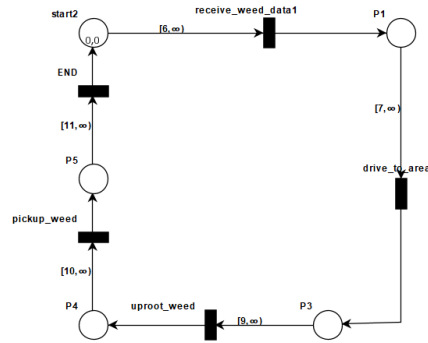 receive_weed_data1
start2
P1
[6,∞)
0,0
END
[7,∞)
[11,∞)
drive_to_area
P5
pickup_weed
[10,∞)
P4
uproot_weed
P3
[9,∞)